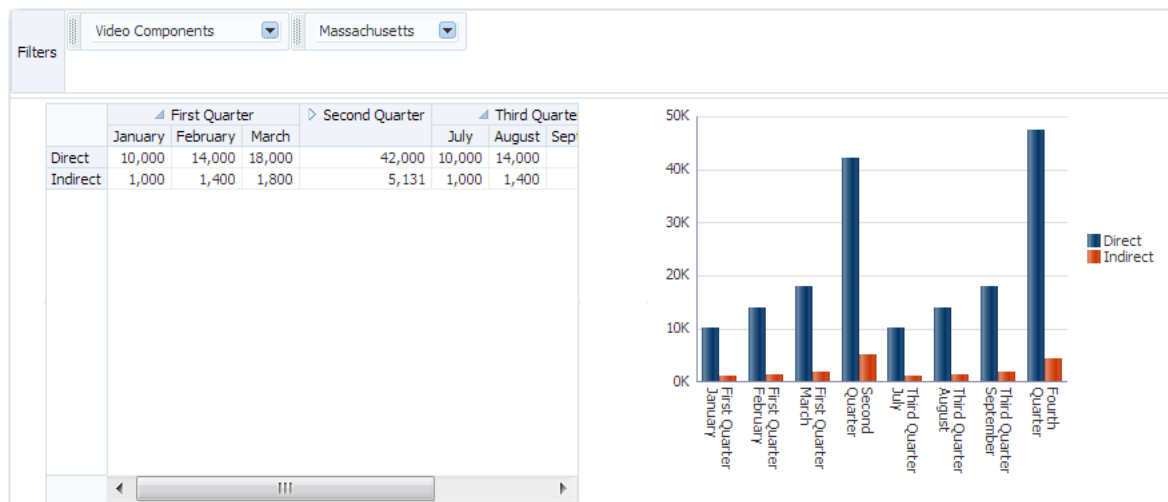 Filters
Video Components
Massachusetts
First Quarter Second Quarter Third Quarte
January February March July August Sept
Direct 10,000 14,000 18,000 42,000 10,000 14,000
Indirect 1,000 1,400 1,800 5,131 1,000 1,400
50K
40K
30K
20K
10K
0K
First Quarter
January
First Quarter
February
First Quarter
March
Second
Quarter
Third Quarter
July
Third Quarter
August
Third Quarter
September
Fourth
Quarter
Direct
Indirect